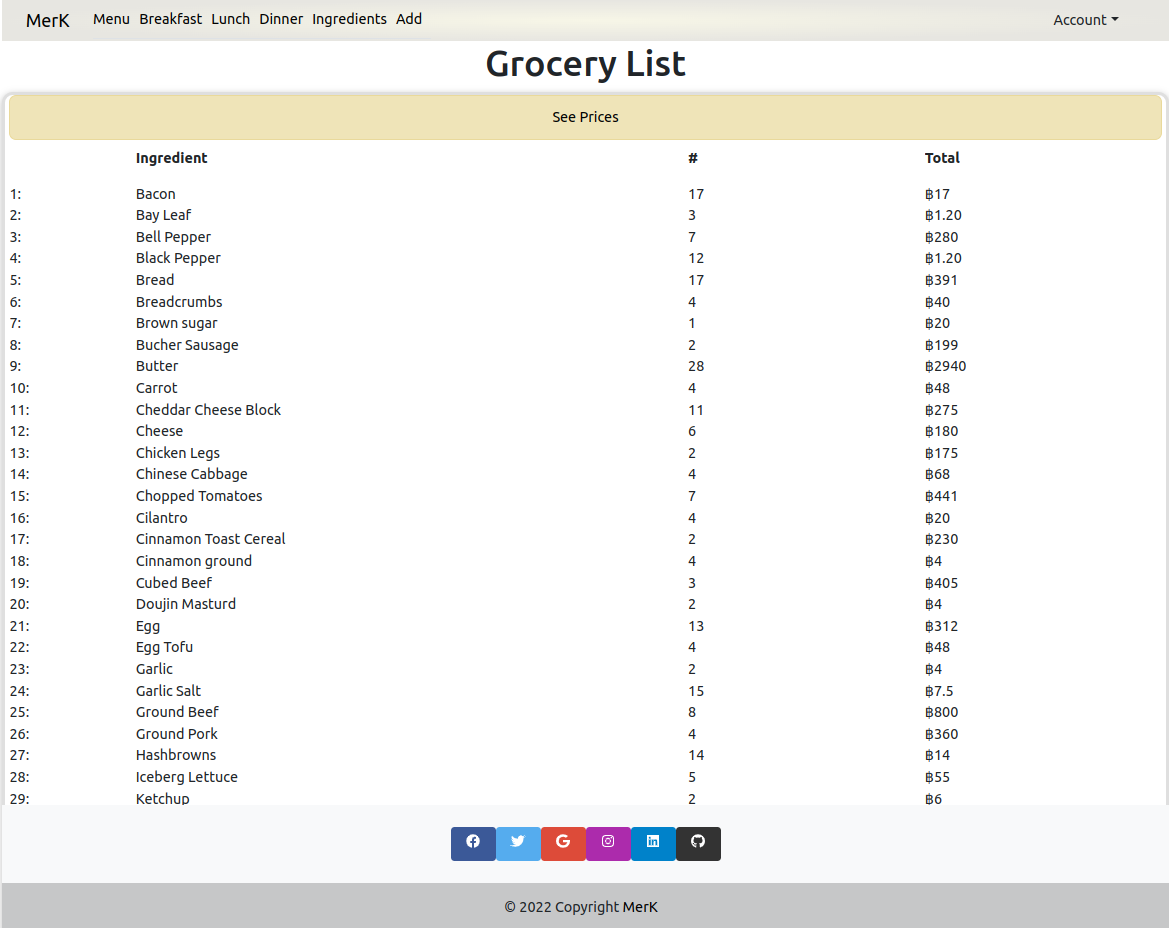 MerK Menu Breakfast Lunch Dinner Ingredients Add Account
Grocery List
See Prices
Ingredient # Total
1: Bacon 17 ฿17
2: Bay Leaf 3 ฿1.20
3: Bell Pepper 7 ฿280
4: Black Pepper 12 ฿1.20
5: Bread 17 ฿391
6: Breadcrumbs 4 ฿40
7: Brown sugar 1 ฿20
8: Bucher Sausage 2 ฿199
9: Butter 28 ฿2940
10: Carrot 4 ฿48
11: Cheddar Cheese Block 11 ฿275
12: Cheese 6 ฿180
13: Chicken Legs 2 ฿175
14: Chinese Cabbage 4 ฿68
15: Chopped Tomatoes 7 ฿441
16: Cilantro 4 ฿20
17: Cinnamon Toast Cereal 2 ฿230
18: Cinnamon ground 4 ฿4
19: Cubed Beef 3 ฿405
20: Doujin Masturd 2 ฿4
21: Egg 13 ฿312
22: Egg Tofu 4 ฿48
23: Garlic 2 ฿4
24: Garlic Salt 15 ฿7.5
25: Ground Beef 8 ฿800
26: Ground Pork 4 ฿360
27: Hashbrowns 14 ฿14
28: Iceberg Lettuce 5 ฿55
29: Ketchup 2 ฿6
© 2022 Copyright MerK